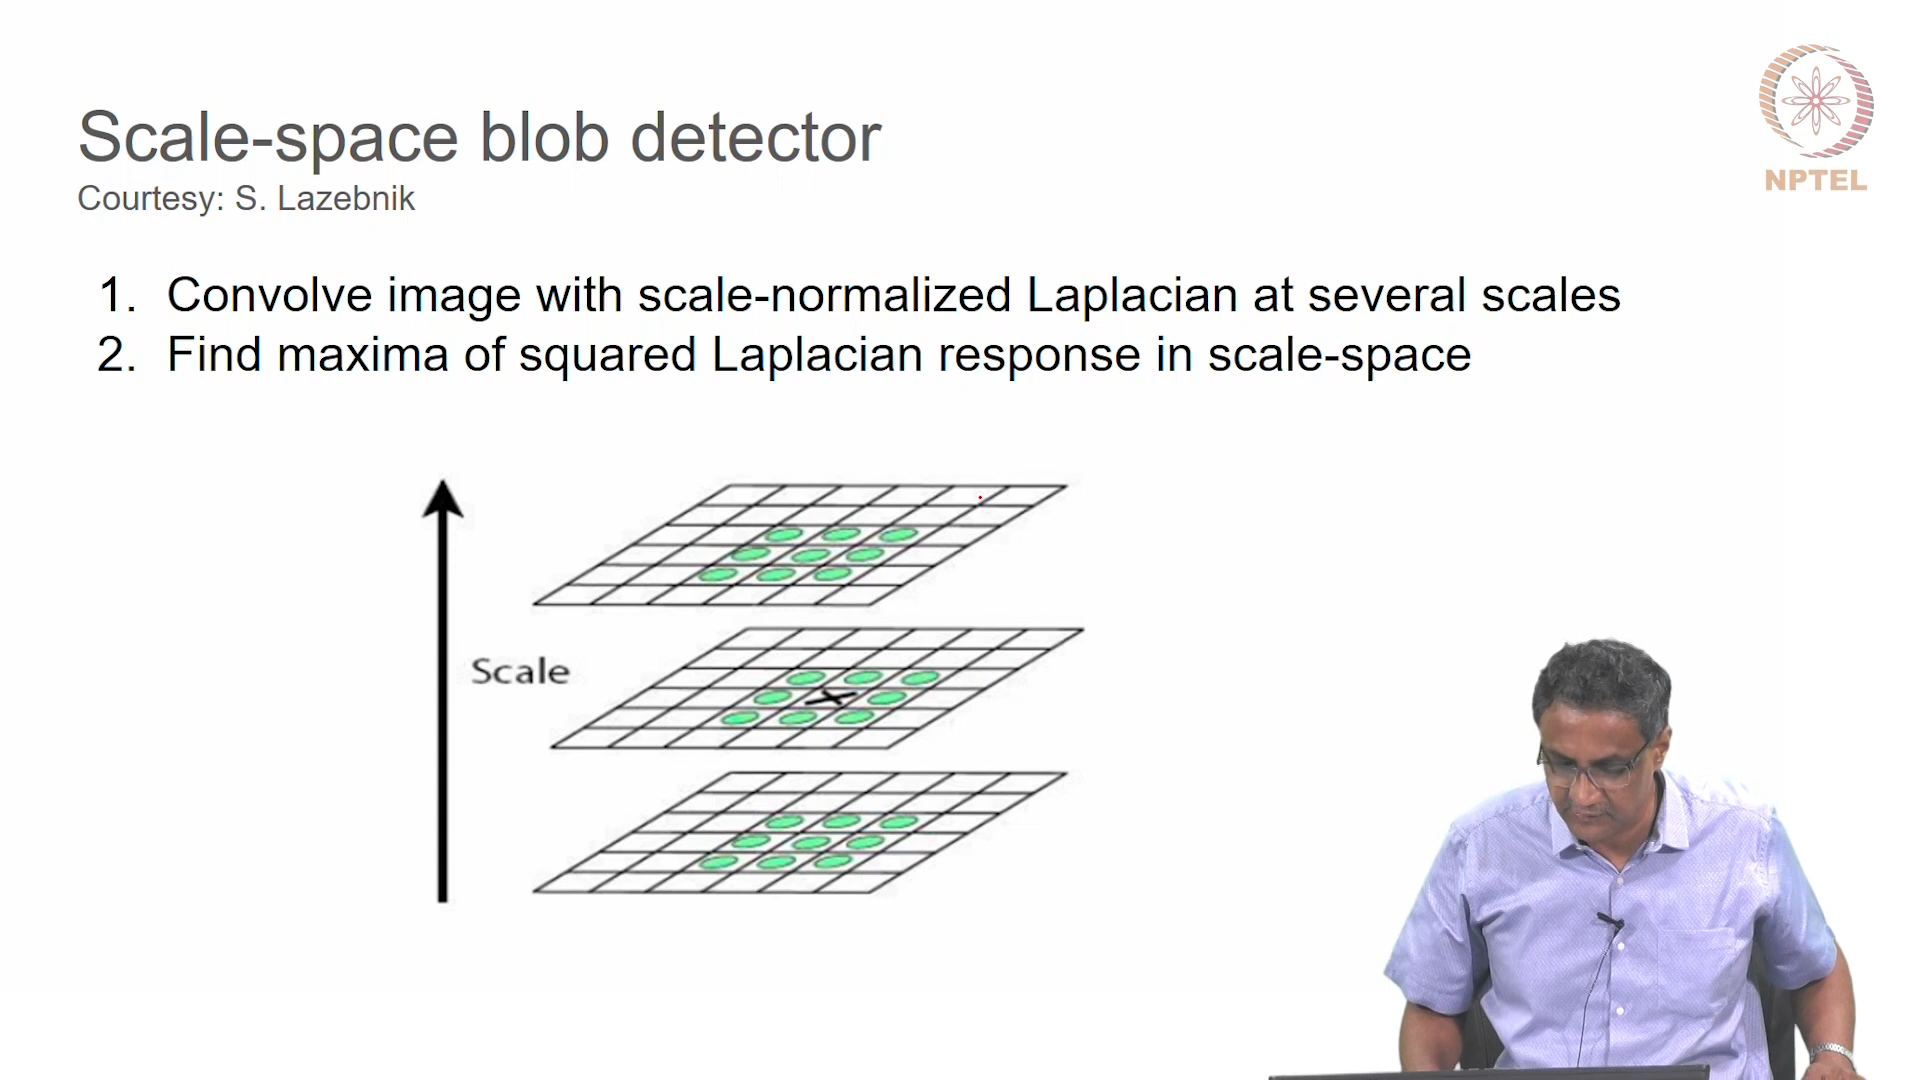 Scale-space blob detector
Courtesy: S. Lazebnik
NPTEL
1. Convolve image with scale-normalized Laplacian at several scales
2. Find maxima of squared Laplacian response in scale-space
Scale